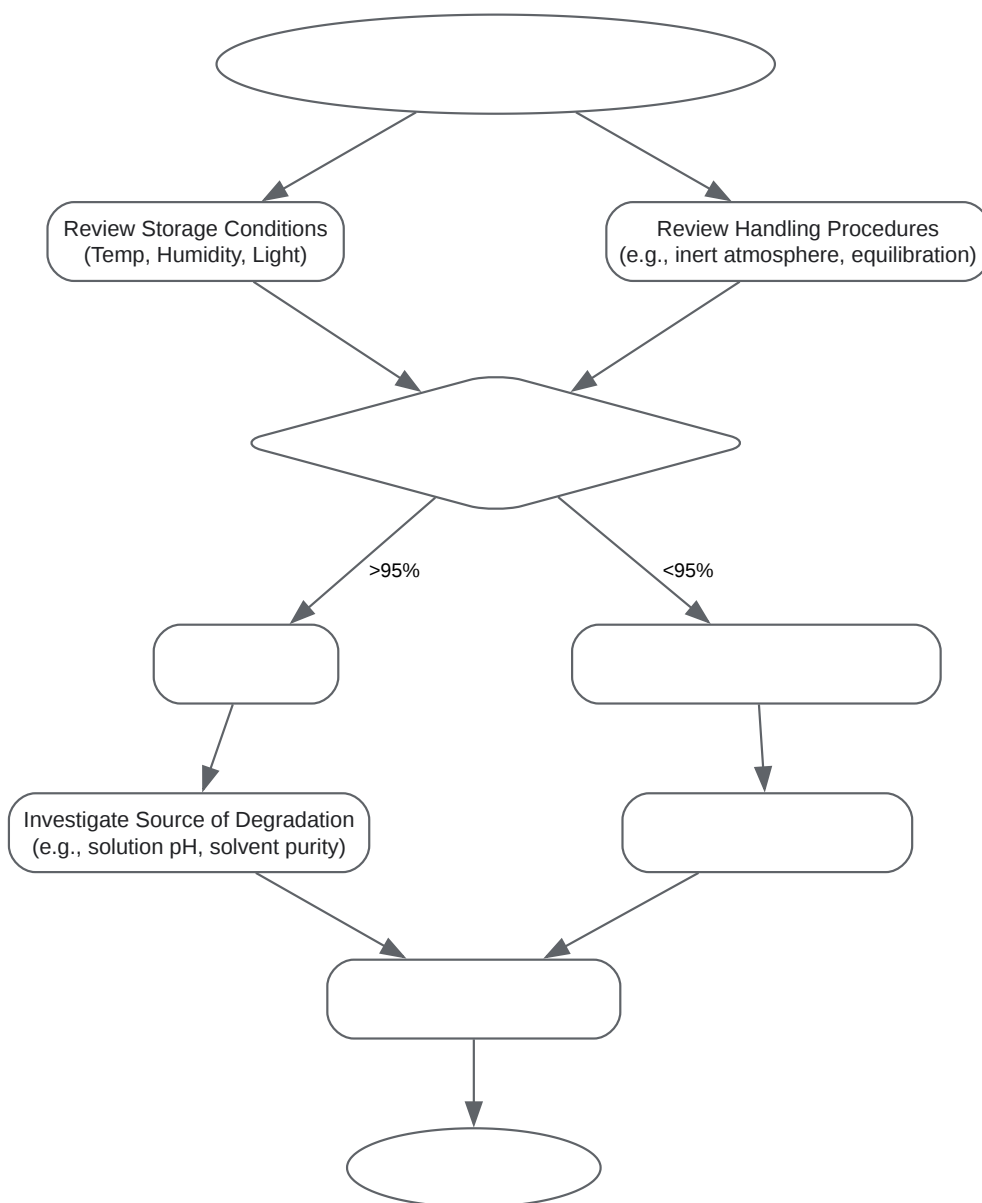 Review Storage Conditions
(Temp, Humidity, Light)
Review Handling Procedures
(e.g., inert atmosphere, equilibration)
>95%
<95%
Investigate Source of Degradation
(e.g., solution pH, solvent purity)